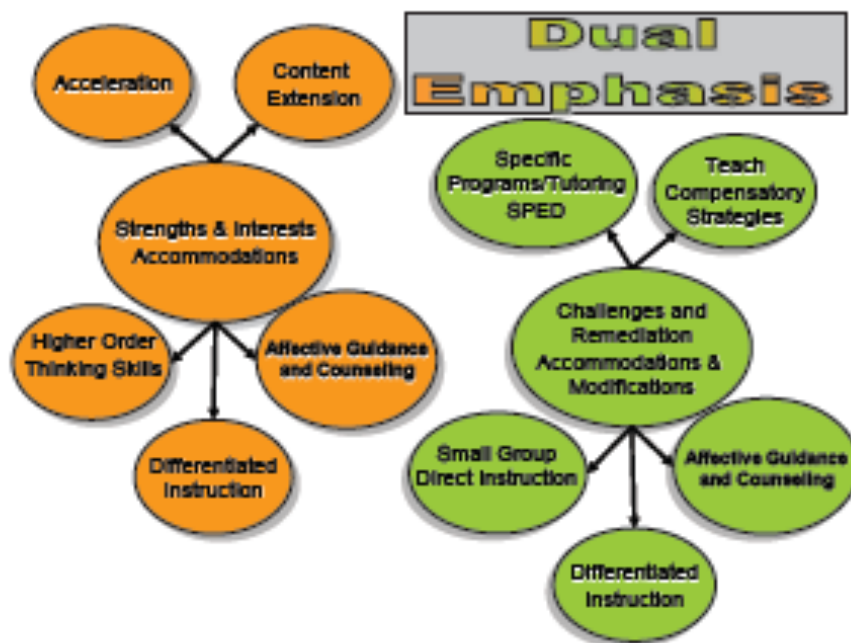 Dual
Emphasis
Acceleration
Content
Extension
Strengths & Interests
Accommodations
Higher Order
Thinking Skills
Affective Guidance
and Counseling
Differentiated
Instruction
Specific
Programs/Tutoring
SPED
Teach
Compensatory
Strategies
Challenges and
Remediation
Accommodations &
Modifications
Small Group
Direct Instruction
Affective Guidance
and Counseling
Differentiated
Instruction